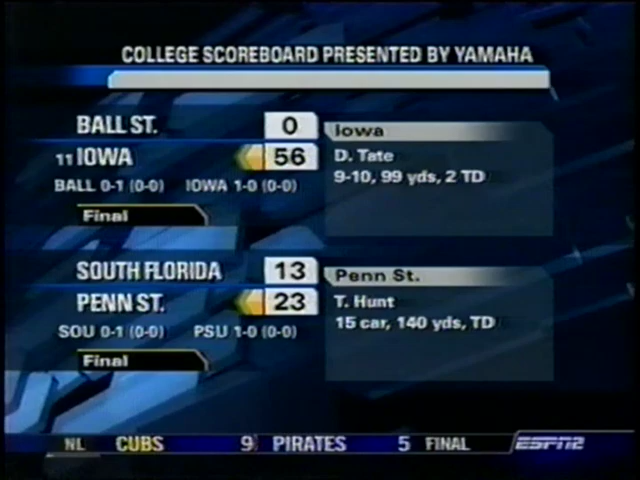 COLLEGE SCOREBOARD PRESENTED BY YAMAHA
BALL ST. 0
11 IOWA 56
BALL 0-1 (0-0) IOWA 1-0 (0-0)
Final
Iowa
D. Tate
9-10, 99 yds, 2 TD
SOUTH FLORIDA 13
PENN ST. 23
SOU 0-1 (0-0) PSU 1-0 (0-0)
Final
Penn St.
T. Hunt
15 car, 140 yds, TD
NL CUBS 9 PIRATES 5 FINAL ESPN2